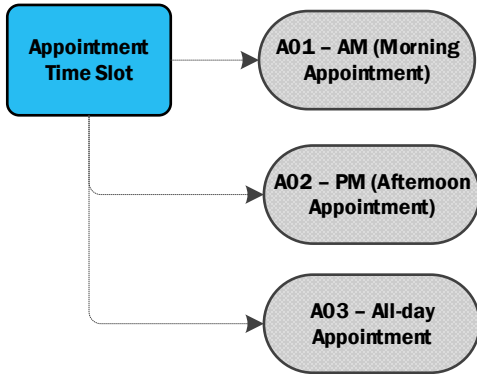 Appointment
Time Slot
A01 – AM (Morning
Appointment)
A02 – PM (Afternoon
Appointment)
A03 – All-day
Appointment